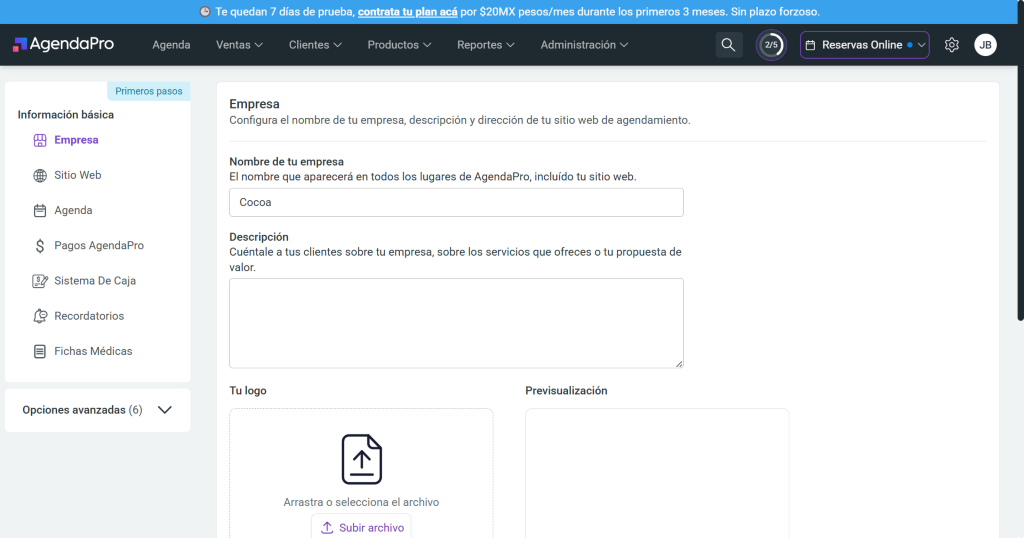 Te quedan 7 días de prueba, contrata tu plan acá por $20MX pesos/mes durante los primeros 3 meses. Sin plazo forzoso.
AgendaPro Agenda Ventas Clientes Productos Reportes Administración 2/5 Reservas Online JB
Primeros pasos
Información básica
Empresa
Sitio Web
Agenda
Pagos AgendaPro
Sistema De Caja
Recordatorios
Fichas Médicas
Opciones avanzadas (6)
Empresa
Configura el nombre de tu empresa, descripción y dirección de tu sitio web de agendamiento.
Nombre de tu empresa
El nombre que aparecerá en todos los lugares de AgendaPro, incluído tu sitio web.
Cocoa
Descripción
Cuéntale a tus clientes sobre tu empresa, sobre los servicios que ofreces o tu propuesta de
valor.
Tu logo
Previsualización
Arrastra o selecciona el archivo
Subir archivo